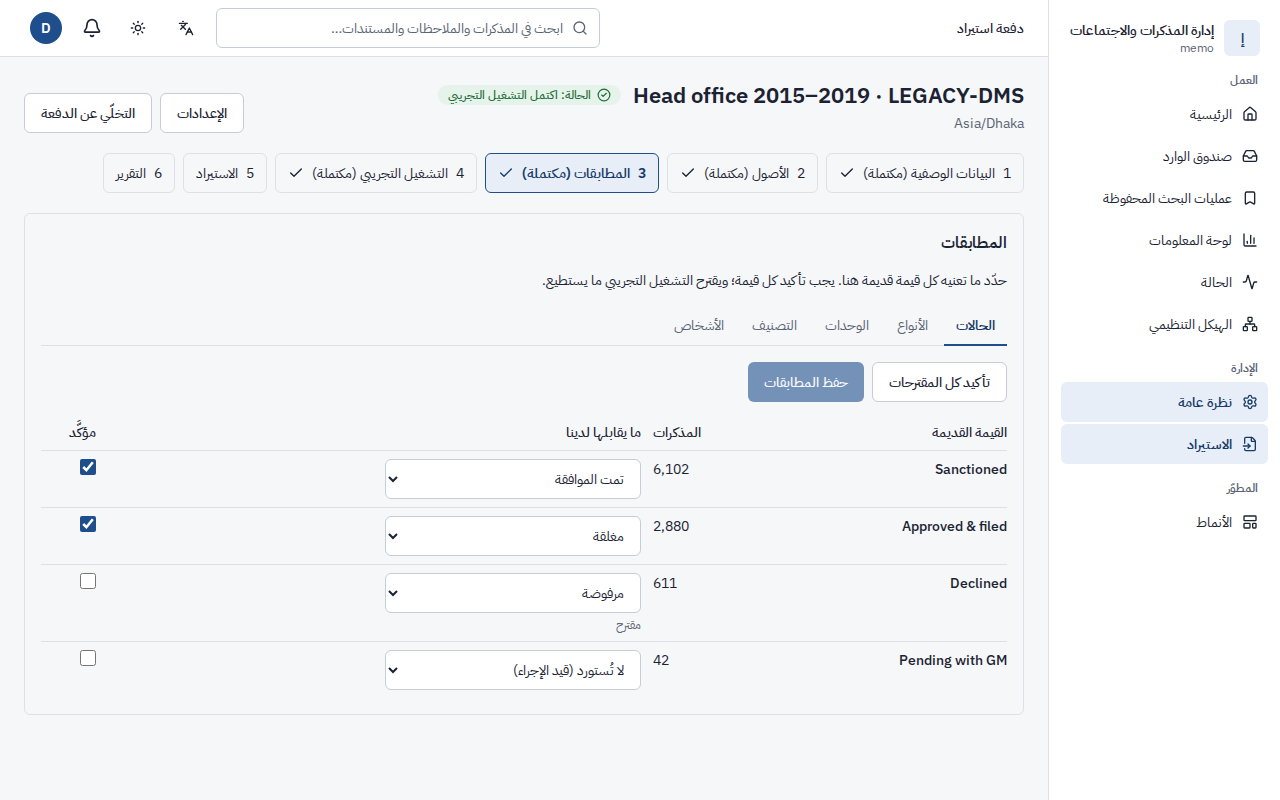 إدارة المذكرات والاجتماعات
memo
إ
العمل
الرئيسية
صندوق الوارد
عمليات البحث المحفوظة
لوحة المعلومات
الحالة
الهيكل التنظيمي
الإدارة
نظرة عامة
الاستيراد
المطوّر
الأنماط
دفعة استيراد
ابحث في المذكرات والملاحظات والمستندات...
D
Head office 2015–2019 · LEGACY-DMS
الحالة: اكتمل التشغيل التجريبي
Asia/Dhaka
الإعدادات
التخلّي عن الدفعة
1 البيانات الوصفية (مكتملة)
2 الأصول (مكتملة)
3 المطابقات (مكتملة)
4 التشغيل التجريبي (مكتملة)
5 الاستيراد
6 التقرير
المطابقات
حدّد ما تعنيه كل قيمة قديمة هنا. يجب تأكيد كل قيمة؛ ويقترح التشغيل التجريبي ما يستطيع.
الحالات
الأنواع
الوحدات
التصنيف
الأشخاص
تأكيد كل المقترحات
حفظ المطابقات
القيمة القديمة المذكرات ما يقابلها لدينا مؤكَّد
Sanctioned 6,102 تمت الموافقة
Approved & filed 2,880 مغلقة
Declined 611 مرفوضة
مقترح
Pending with GM 42 لا تُستورد (قيد الإجراء)